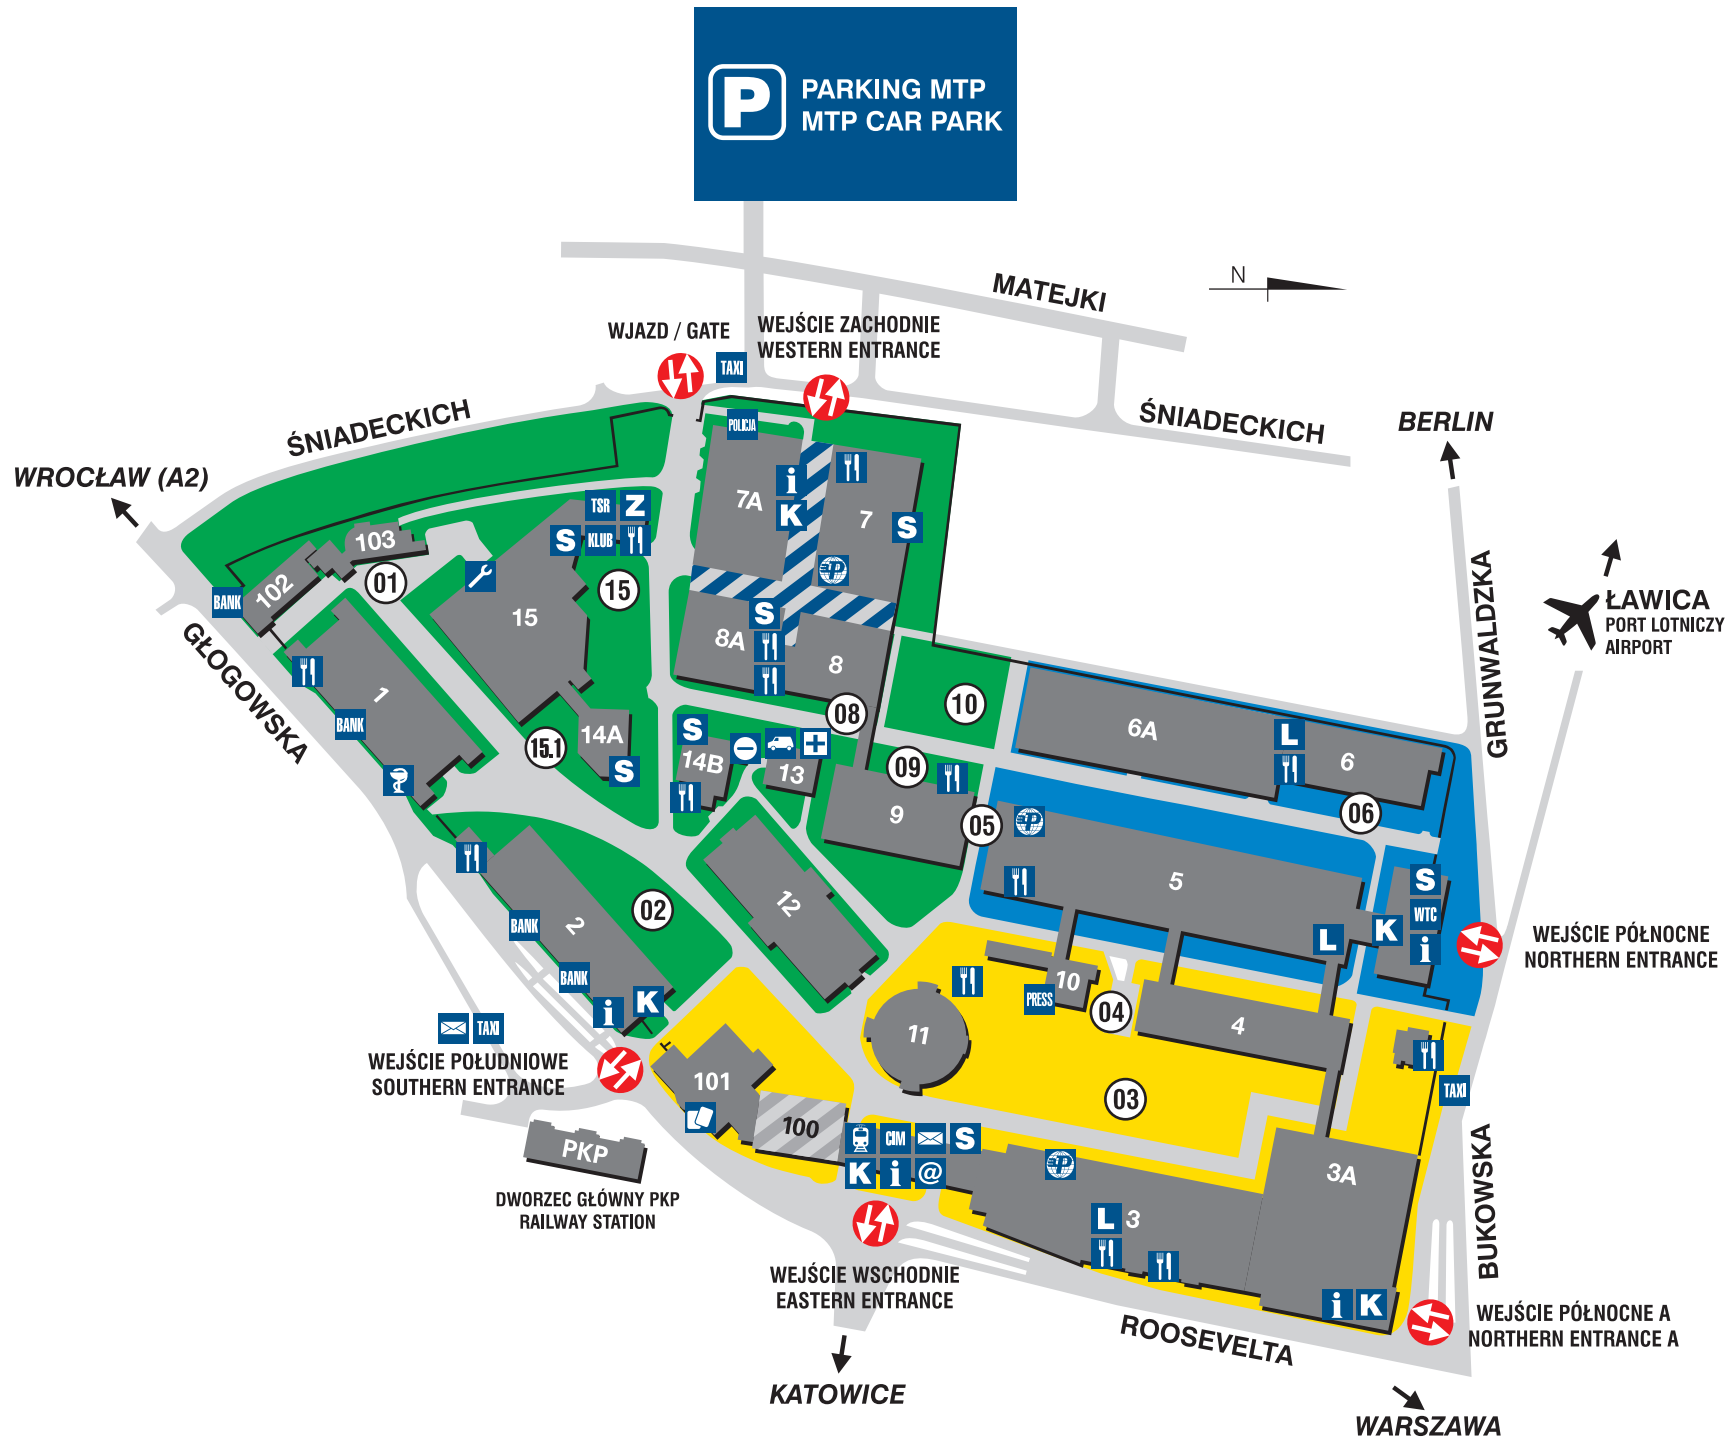 P
PARKING MTP
MTP CAR PARK
MATEJKI
N
WJAZD / GATE
WEJŚCIE ZACHODNIE
WESTERN ENTRANCE
TAXI
ŚNIADECKICH
ŚNIADECKICH
BERLIN
WROCŁAW (A2)
POLICJA
7A
i
K
7
S
TSR
Z
S
KLUB
103
01
102
BANK
15
15
GŁOGOWSKA
1
BANK
S
8A
8
08
10
GRUNWALDZKA
ŁAWICA
PORT LOTNICZY
AIRPORT
6A
L
6
06
14A
15.1
S
S
14B
13
09
9
05
5
12
02
2
BANK
BANK
i
K
S
WTC
K
i
L
WEJŚCIE PÓŁNOCNE
NORTHERN ENTRANCE
10
PRESS
04
4
11
03
TAXI
TAXI
WEJŚCIE POŁUDNIOWE
SOUTHERN ENTRANCE
101
100
PKP
DWORZEC GŁÓWNY PKP
RAILWAY STATION
CIM
S
K
i
@
3A
L
3
BUKOWSKA
i
K
WEJŚCIE WSCHODNIE
EASTERN ENTRANCE
WEJŚCIE PÓŁNOCNE A
NORTHERN ENTRANCE A
ROOSEVELTA
KATOWICE
WARSZAWA